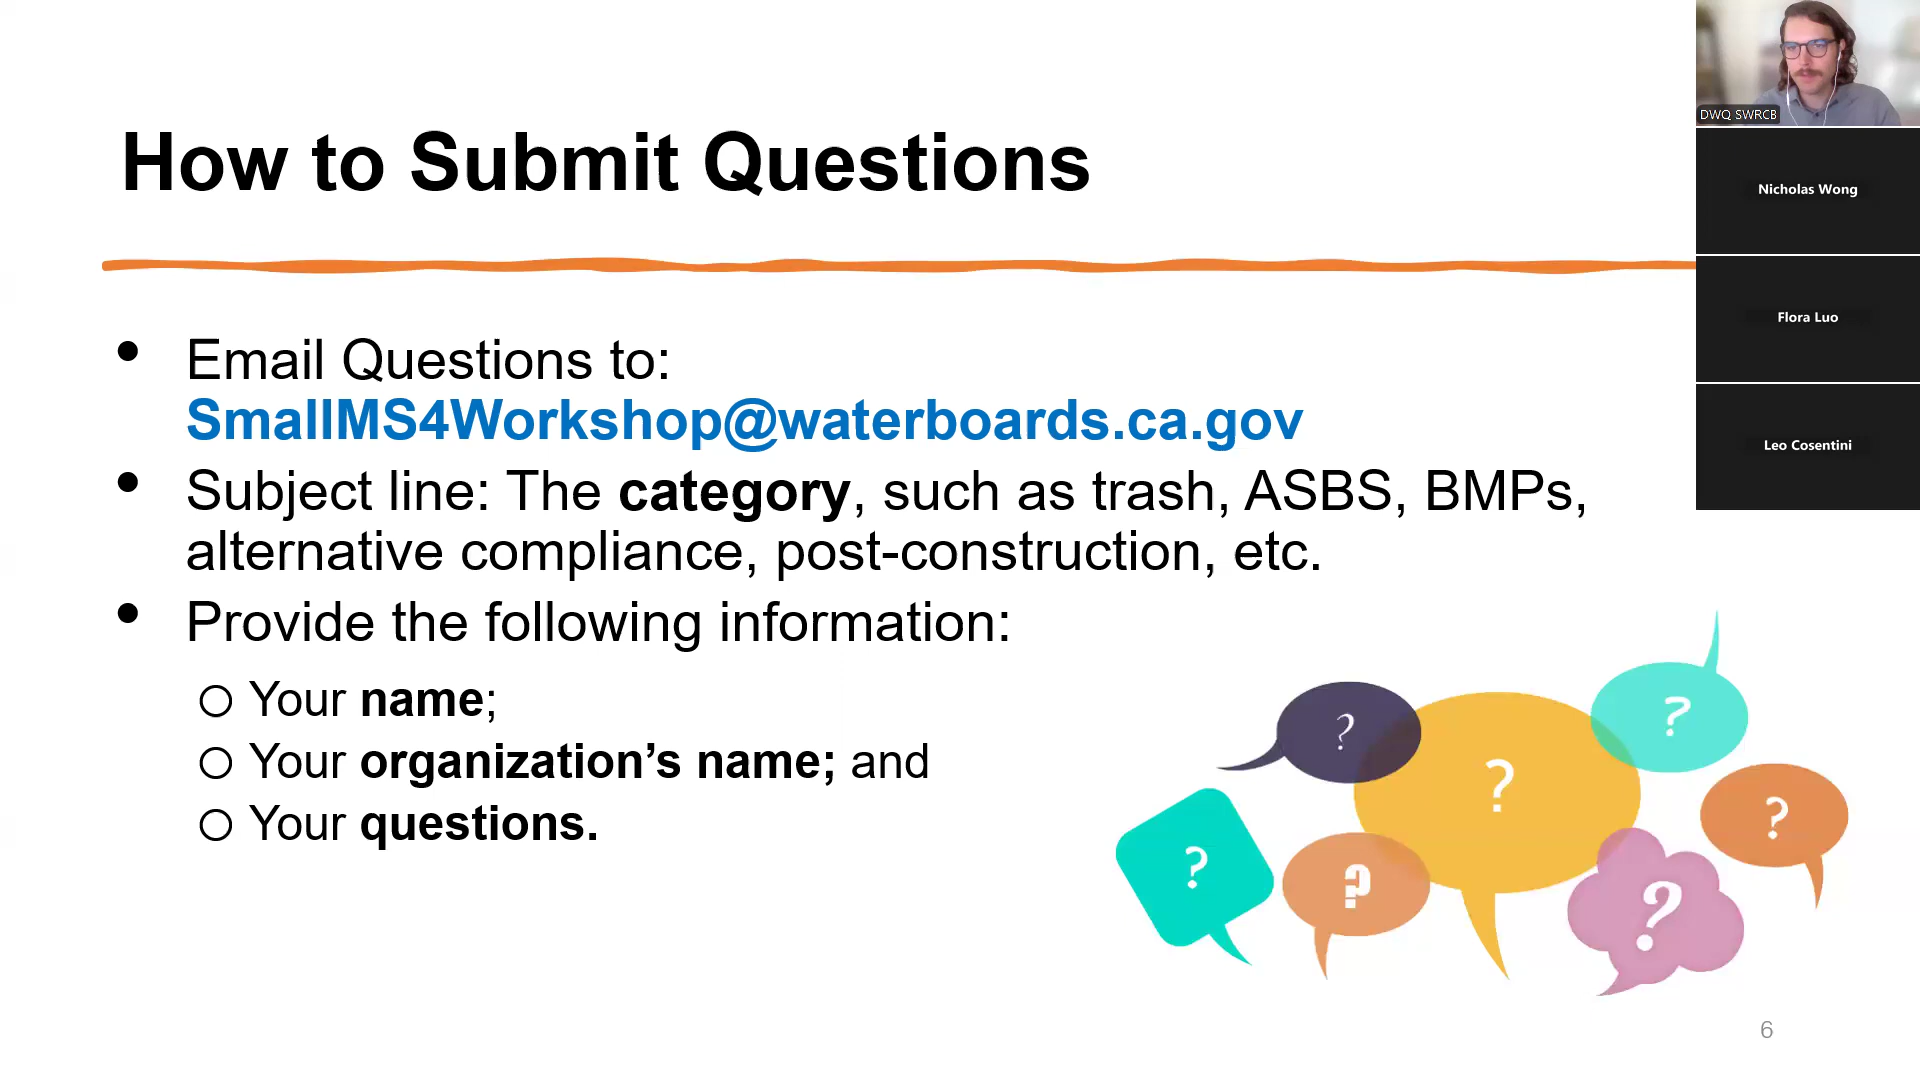 How to Submit Questions
• Email Questions to:
SmallMS4Workshop@waterboards.ca.gov
• Subject line: The category, such as trash, ASBS, BMPs,
alternative compliance, post-construction, etc.
• Provide the following information:
○ Your name;
○ Your organization’s name; and
○ Your questions.
?
?
?
?
?
?
?
6
DWQ SWRCB
Nicholas Wong
Flora Luo
Leo Cosentini